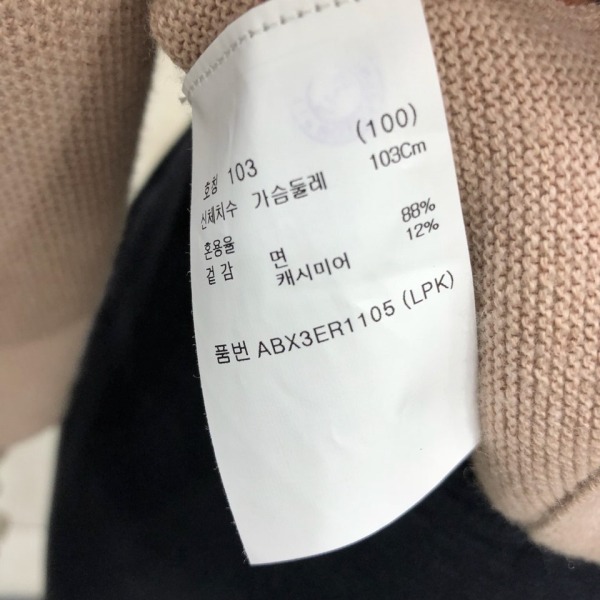 호칭 103 (100)
신체치수 가슴둘레 103Cm
혼용율
겉감 면 88%
캐시미어 12%
품번 ABX3ER1105 (LPK)